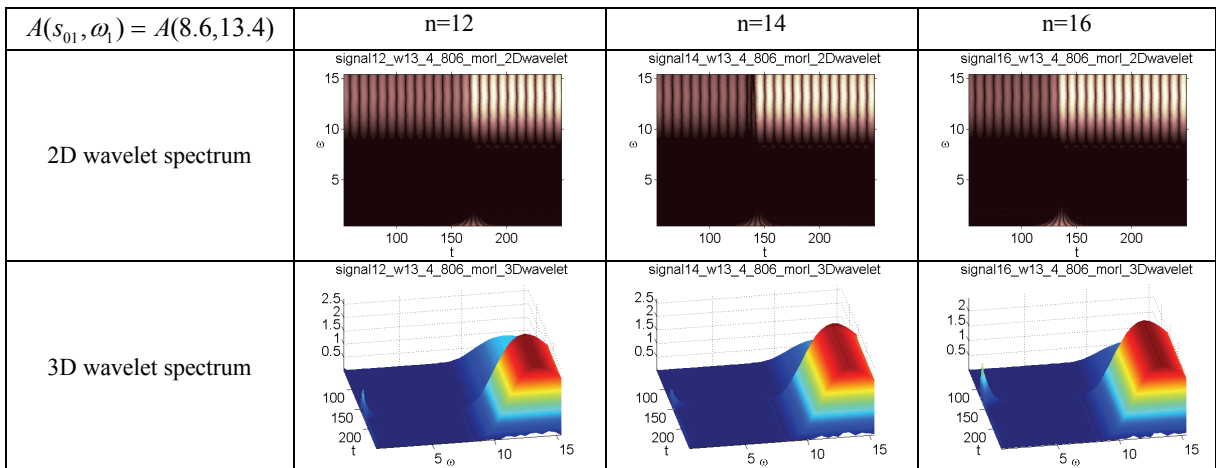 A(s₀₁,ω₁) = A(8.6,13.4)
n=12
n=14
n=16
2D wavelet spectrum
signal12_w13_4_806_morl_2Dwavelet
15
10
ω
5
100
150
200
t
signal14_w13_4_806_morl_2Dwavelet
15
10
ω
5
100
150
200
t
signal16_w13_4_806_morl_2Dwavelet
15
10
ω
5
100
150
200
t
3D wavelet spectrum
signal12_w13_4_806_morl_3Dwavelet
2.5
2
1.5
1
0.5
100
150
200
t
5
ω
10
15
signal14_w13_4_806_morl_3Dwavelet
2.5
2
1.5
1
0.5
100
150
200
t
5
ω
10
15
signal16_w13_4_806_morl_3Dwavelet
2
1.5
1
0.5
100
150
200
t
5
ω
10
15